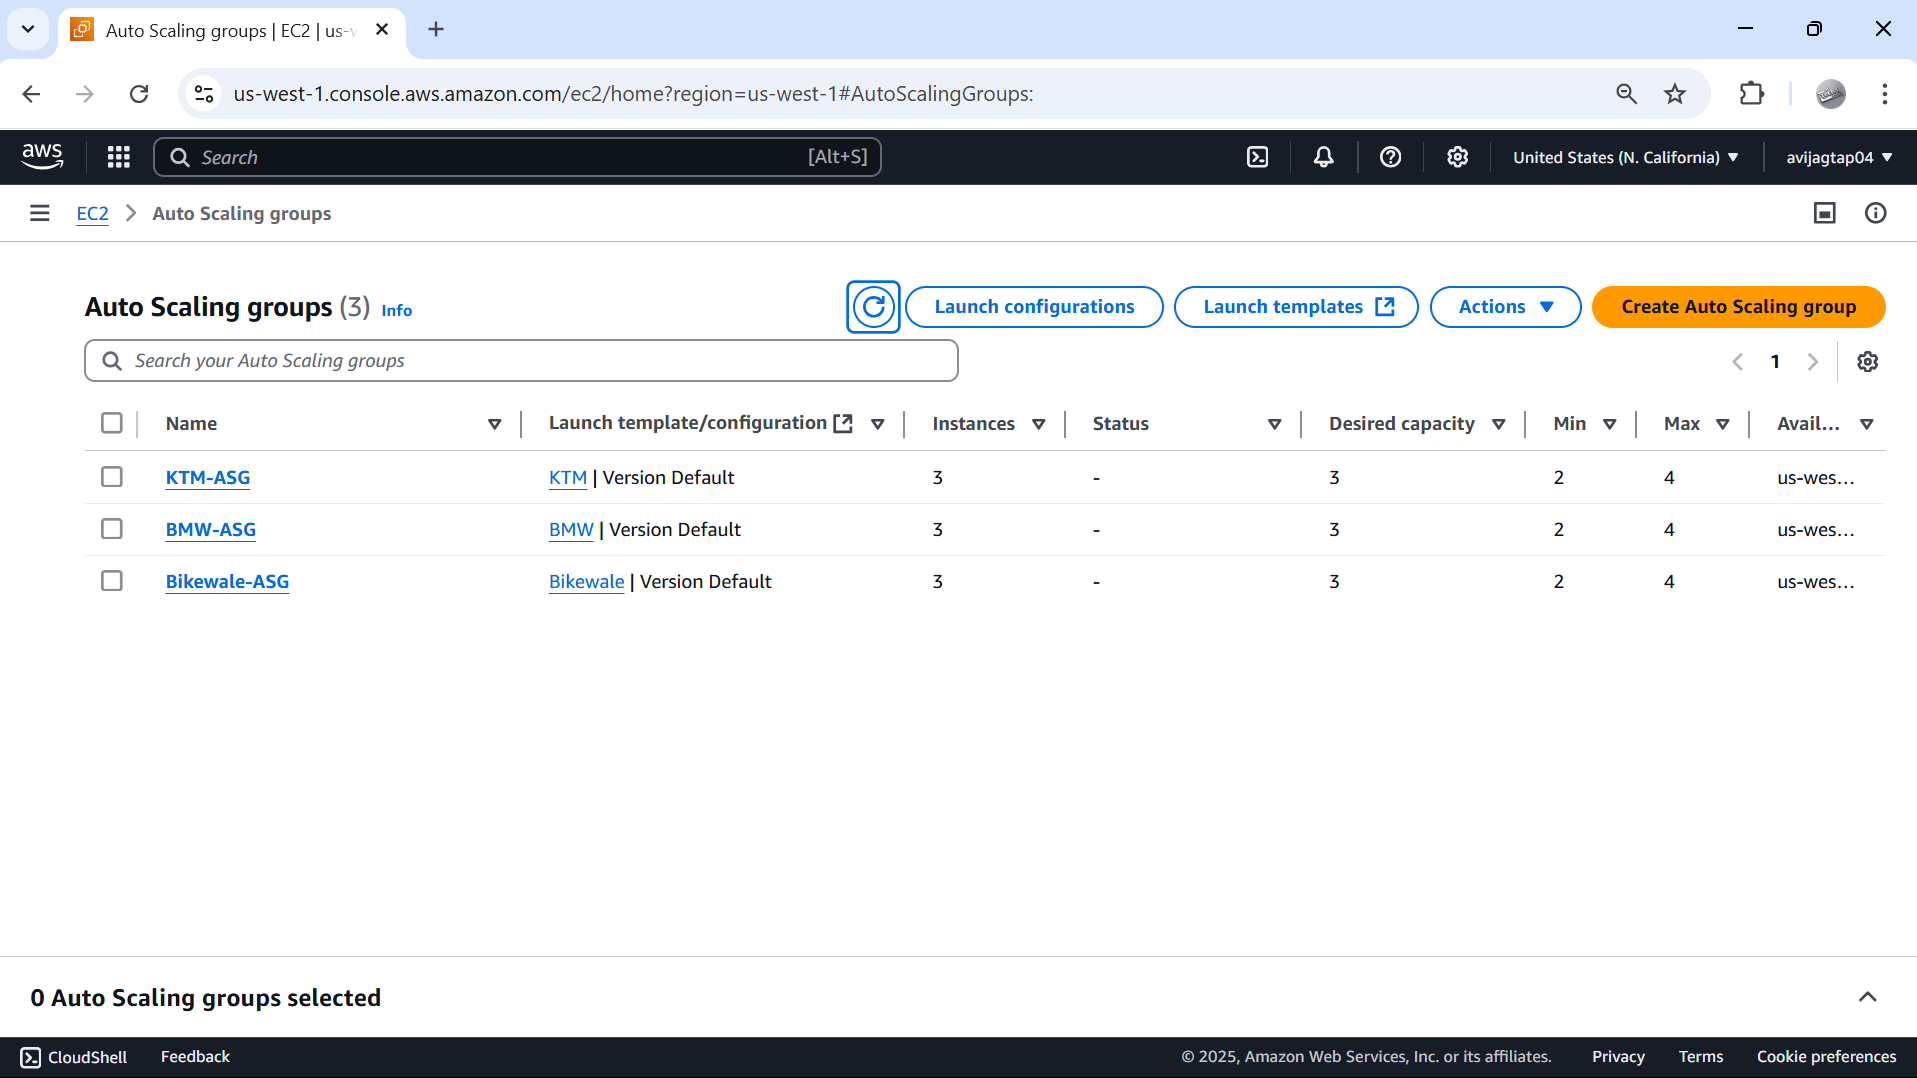 Auto Scaling groups | EC2 | us-w
us-west-1.console.aws.amazon.com/ec2/home?region=us-west-1#AutoScalingGroups:
aws Search [Alt+S] United States (N. California) avijagtap04
EC2 Auto Scaling groups
Auto Scaling groups (3) Info Launch configurations Launch templates Actions Create Auto Scaling group
Search your Auto Scaling groups 1
Name Launch template/configuration Instances Status Desired capacity Min Max Avail...
KTM-ASG KTM | Version Default 3 - 3 2 4 us-wes...
BMW-ASG BMW | Version Default 3 - 3 2 4 us-wes...
Bikewale-ASG Bikewale | Version Default 3 - 3 2 4 us-wes...
0 Auto Scaling groups selected
CloudShell Feedback © 2025, Amazon Web Services, Inc. or its affiliates. Privacy Terms Cookie preferences